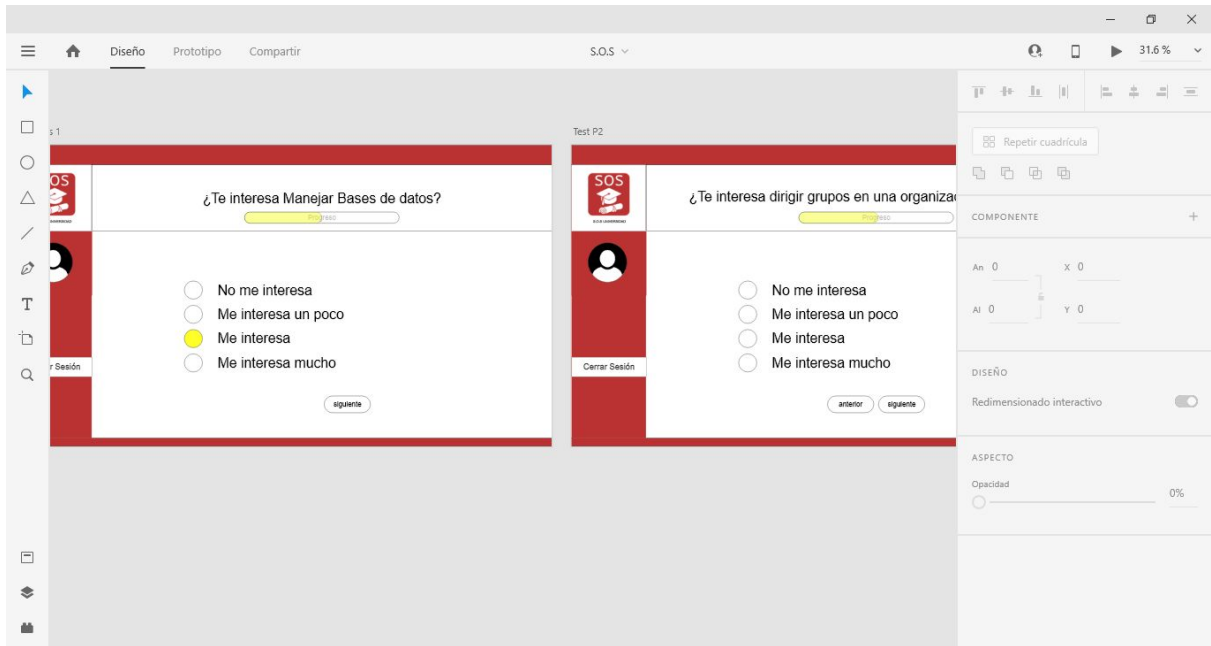 Diseño Prototipo Compartir
S.O.S
31.6 %
s 1
Test P2
SOS
¿Te interesa Manejar Bases de datos?
Progreso
No me interesa
Me interesa un poco
Me interesa
Me interesa mucho
r Sesión
siguiente
SOS
¿Te interesa dirigir grupos en una organizac
Progreso
No me interesa
Me interesa un poco
Me interesa
Me interesa mucho
Cerrar Sesión
anterior siguiente
Repetir cuadrícula
COMPONENTE
An 0 X 0
Al 0 Y 0
DISEÑO
Redimensionado interactivo
ASPECTO
Opacidad
0%